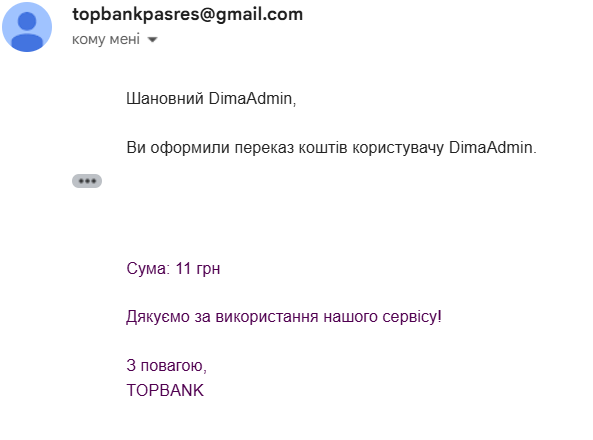 topbankpasres@gmail.com
кому мені
Шановний DimaAdmin,
Ви оформили переказ коштів користувачу DimaAdmin.
Сума: 11 грн
Дякуємо за використання нашого сервісу!
З повагою,
TOPBANK